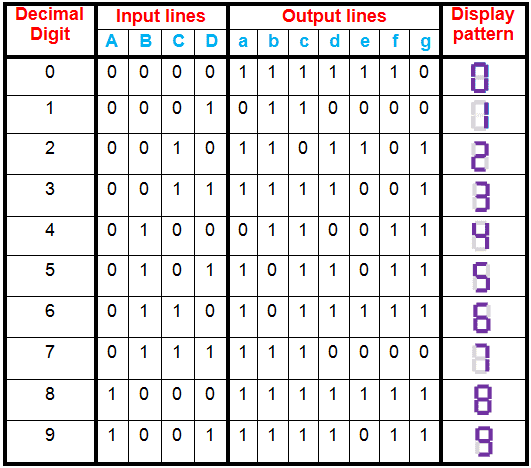 Decimal Digit Input lines Output lines Display pattern
A B C D a b c d e f g
0 0 0 0 0 1 1 1 1 1 1 0
1 0 0 0 1 0 1 1 0 0 0 0
2 0 0 1 0 1 1 0 1 1 0 1
3 0 0 1 1 1 1 1 1 0 0 1
4 0 1 0 0 0 1 1 0 0 1 1
5 0 1 0 1 1 0 1 1 0 1 1
6 0 1 1 0 1 0 1 1 1 1 1
7 0 1 1 1 1 1 1 0 0 0 0
8 1 0 0 0 1 1 1 1 1 1 1
9 1 0 0 1 1 1 1 1 0 1 1